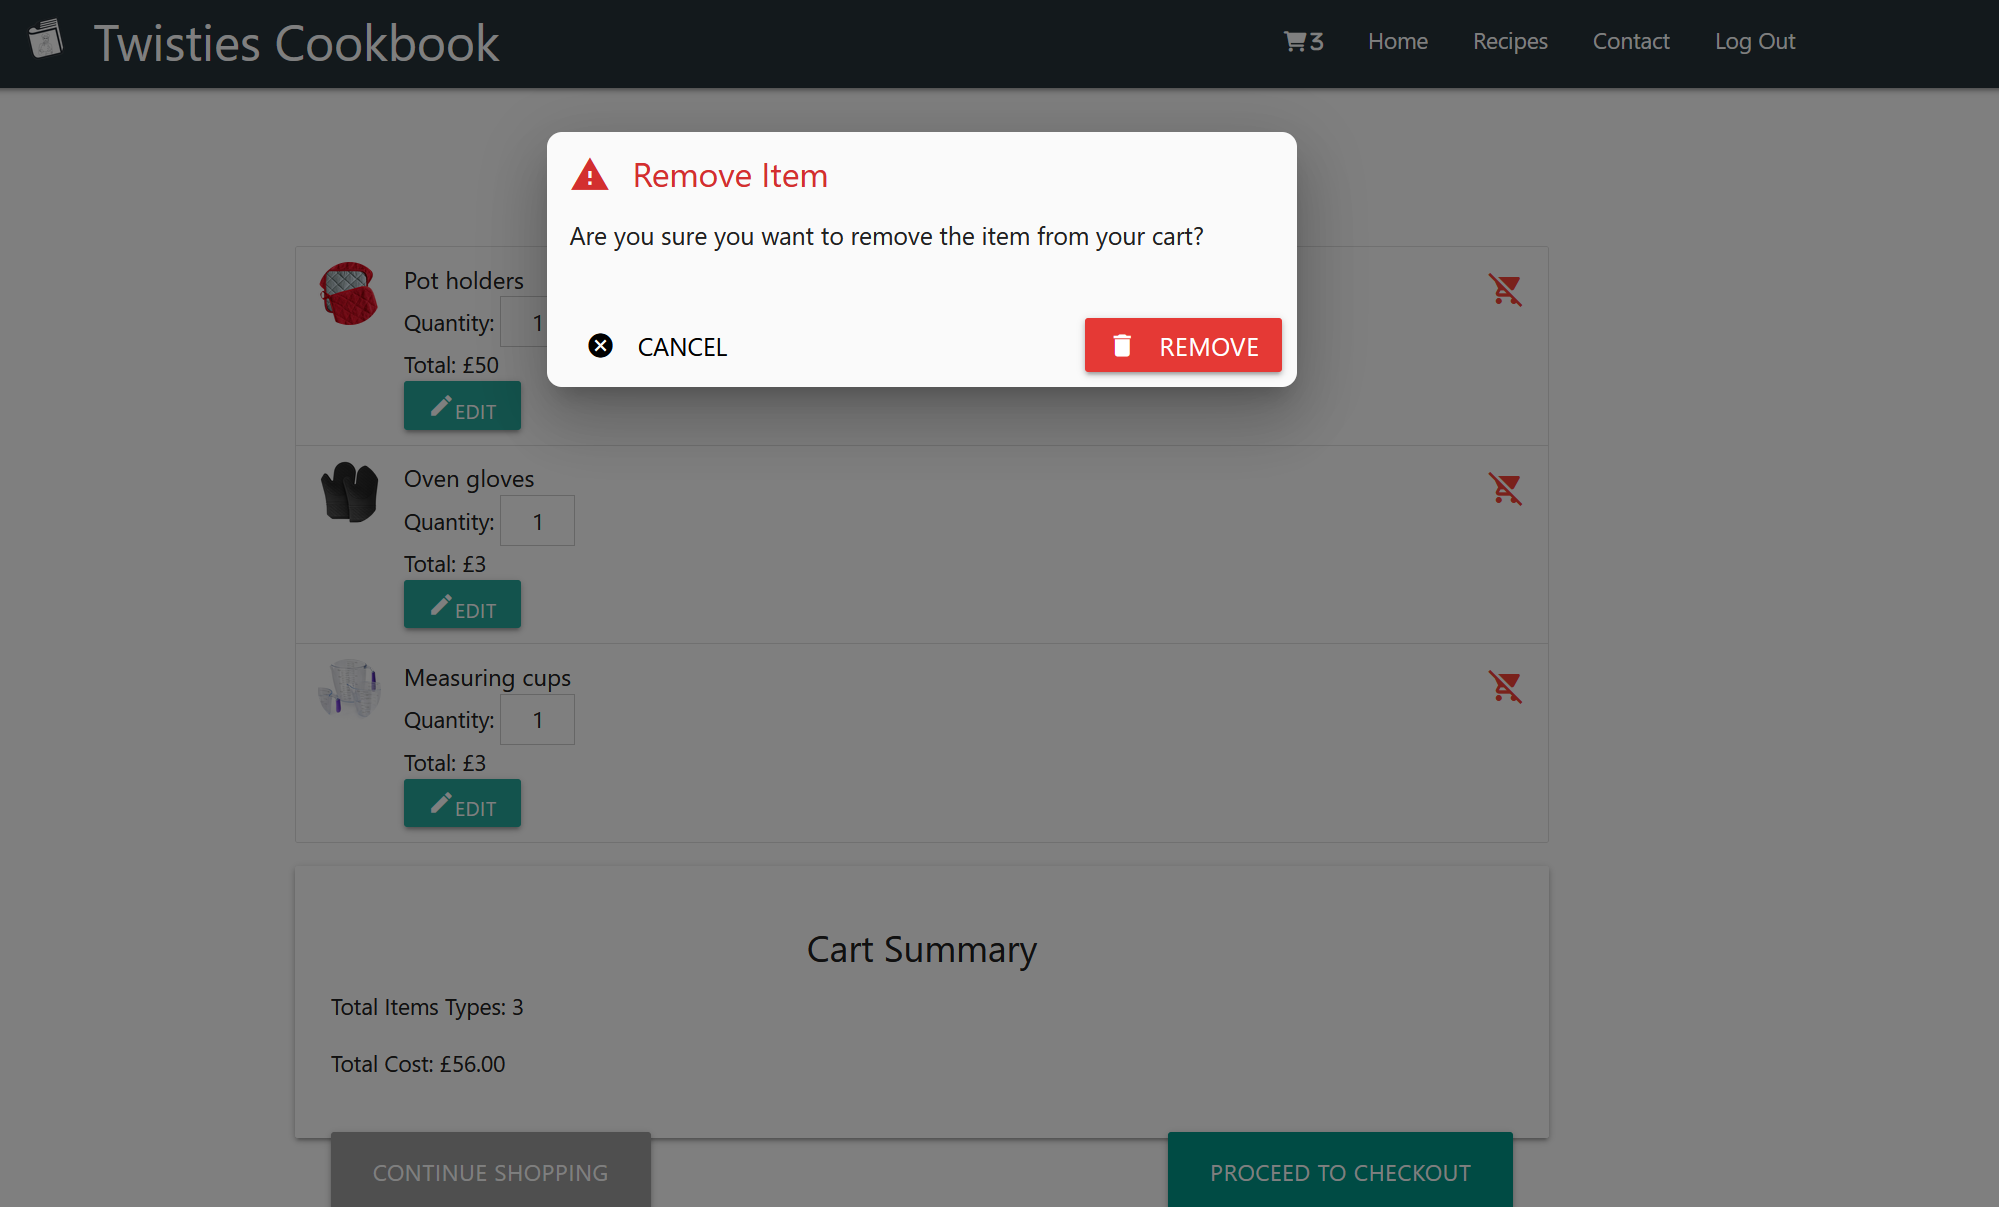 Twisties Cookbook
3 Home Recipes Contact Log Out
Remove Item
Are you sure you want to remove the item from your cart?
CANCEL
REMOVE
Pot holders
Quantity: 1
Total: £50
EDIT
Oven gloves
Quantity: 1
Total: £3
EDIT
Measuring cups
Quantity: 1
Total: £3
EDIT
Cart Summary
Total Items Types: 3
Total Cost: £56.00
CONTINUE SHOPPING
PROCEED TO CHECKOUT